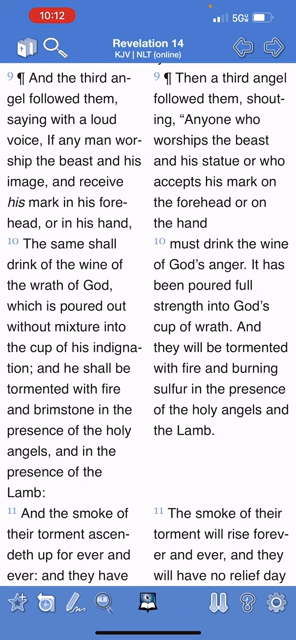 10:12
5G
Revelation 14
KJV | NLT (online)
9 ¶ And the third an-
gel followed them,
saying with a loud
voice, If any man wor-
ship the beast and his
image, and receive
his mark in his fore-
head, or in his hand,
10 The same shall
drink of the wine of
the wrath of God,
which is poured out
without mixture into
the cup of his indigna-
tion; and he shall be
tormented with fire
and brimstone in the
presence of the holy
angels, and in the
presence of the
Lamb:
11 And the smoke of
their torment ascen-
deth up for ever and
ever: and they have
9 ¶ Then a third angel
followed them, shout-
ing, “Anyone who
worships the beast
and his statue or who
accepts his mark on
the forehead or on
the hand
10 must drink the wine
of God’s anger. It has
been poured full
strength into God’s
cup of wrath. And
they will be tormented
with fire and burning
sulfur in the presence
of the holy angels and
the Lamb.
11 The smoke of their
torment will rise forev-
er and ever, and they
will have no relief day